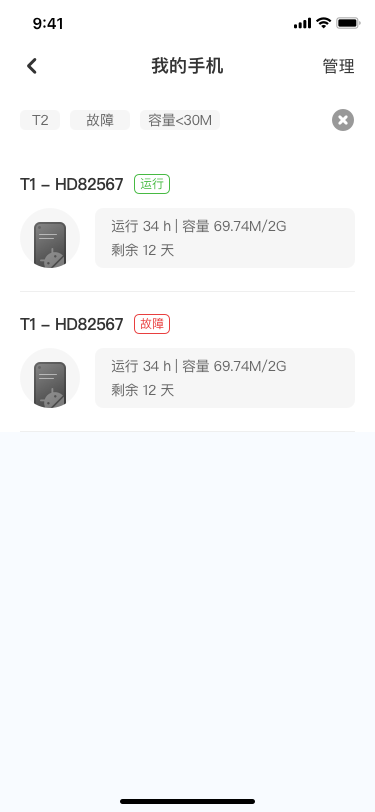 9:41
我的手机 管理
T2 故障 容量<30M
T1 – HD82567 运行
运行 34 h | 容量 69.74M/2G
剩余 12 天
T1 – HD82567 故障
运行 34 h | 容量 69.74M/2G
剩余 12 天